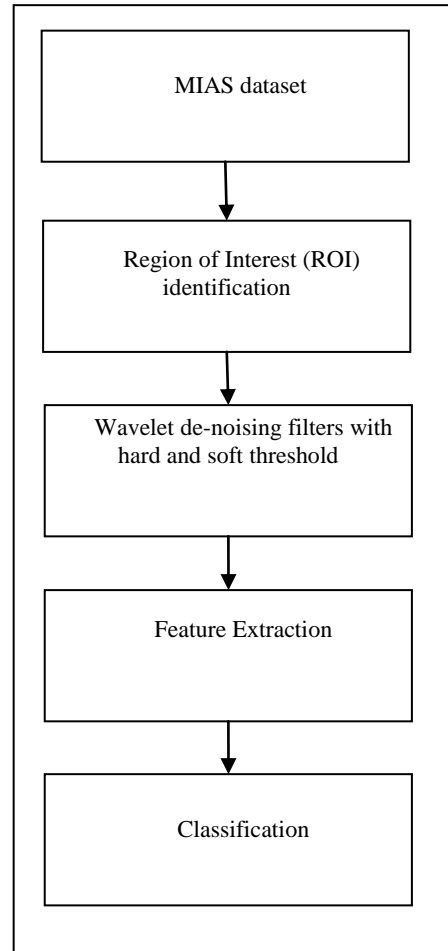 MIAS dataset
Region of Interest (ROI)
identification
Wavelet de-noising filters with
hard and soft threshold
Feature Extraction
Classification